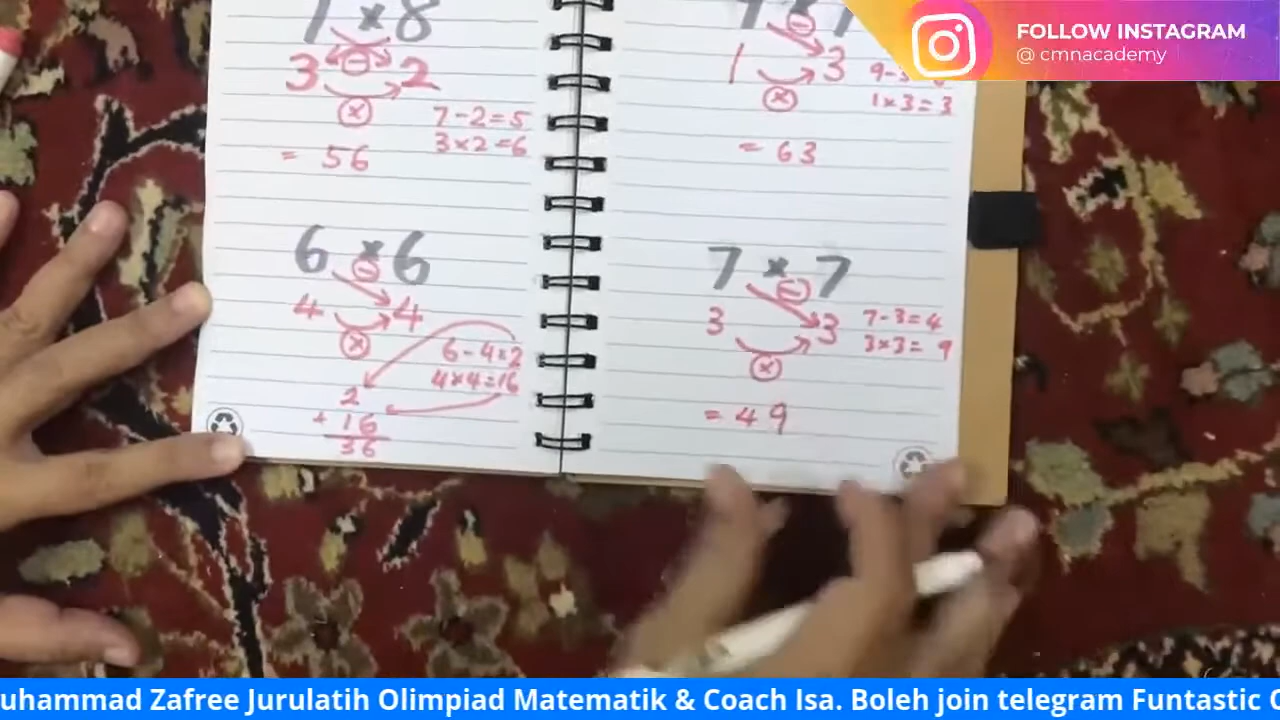 FOLLOW INSTAGRAM
@ cmnacademy
7 × 8
3 − 2
×
7 - 2 = 5
3 × 2 = 6
= 56
1 3
×
1 × 3 = 3
= 63
6 × 6
−
4 4
×
6 - 4 = 2
4 × 4 = 16
2
+ 16
36
7 × 7
−
3 3
×
7 - 3 = 4
3 × 3 = 9
= 49
uhammad Zafree Jurulatih Olimpiad Matematik & Coach Isa. Boleh join telegram Funtastic